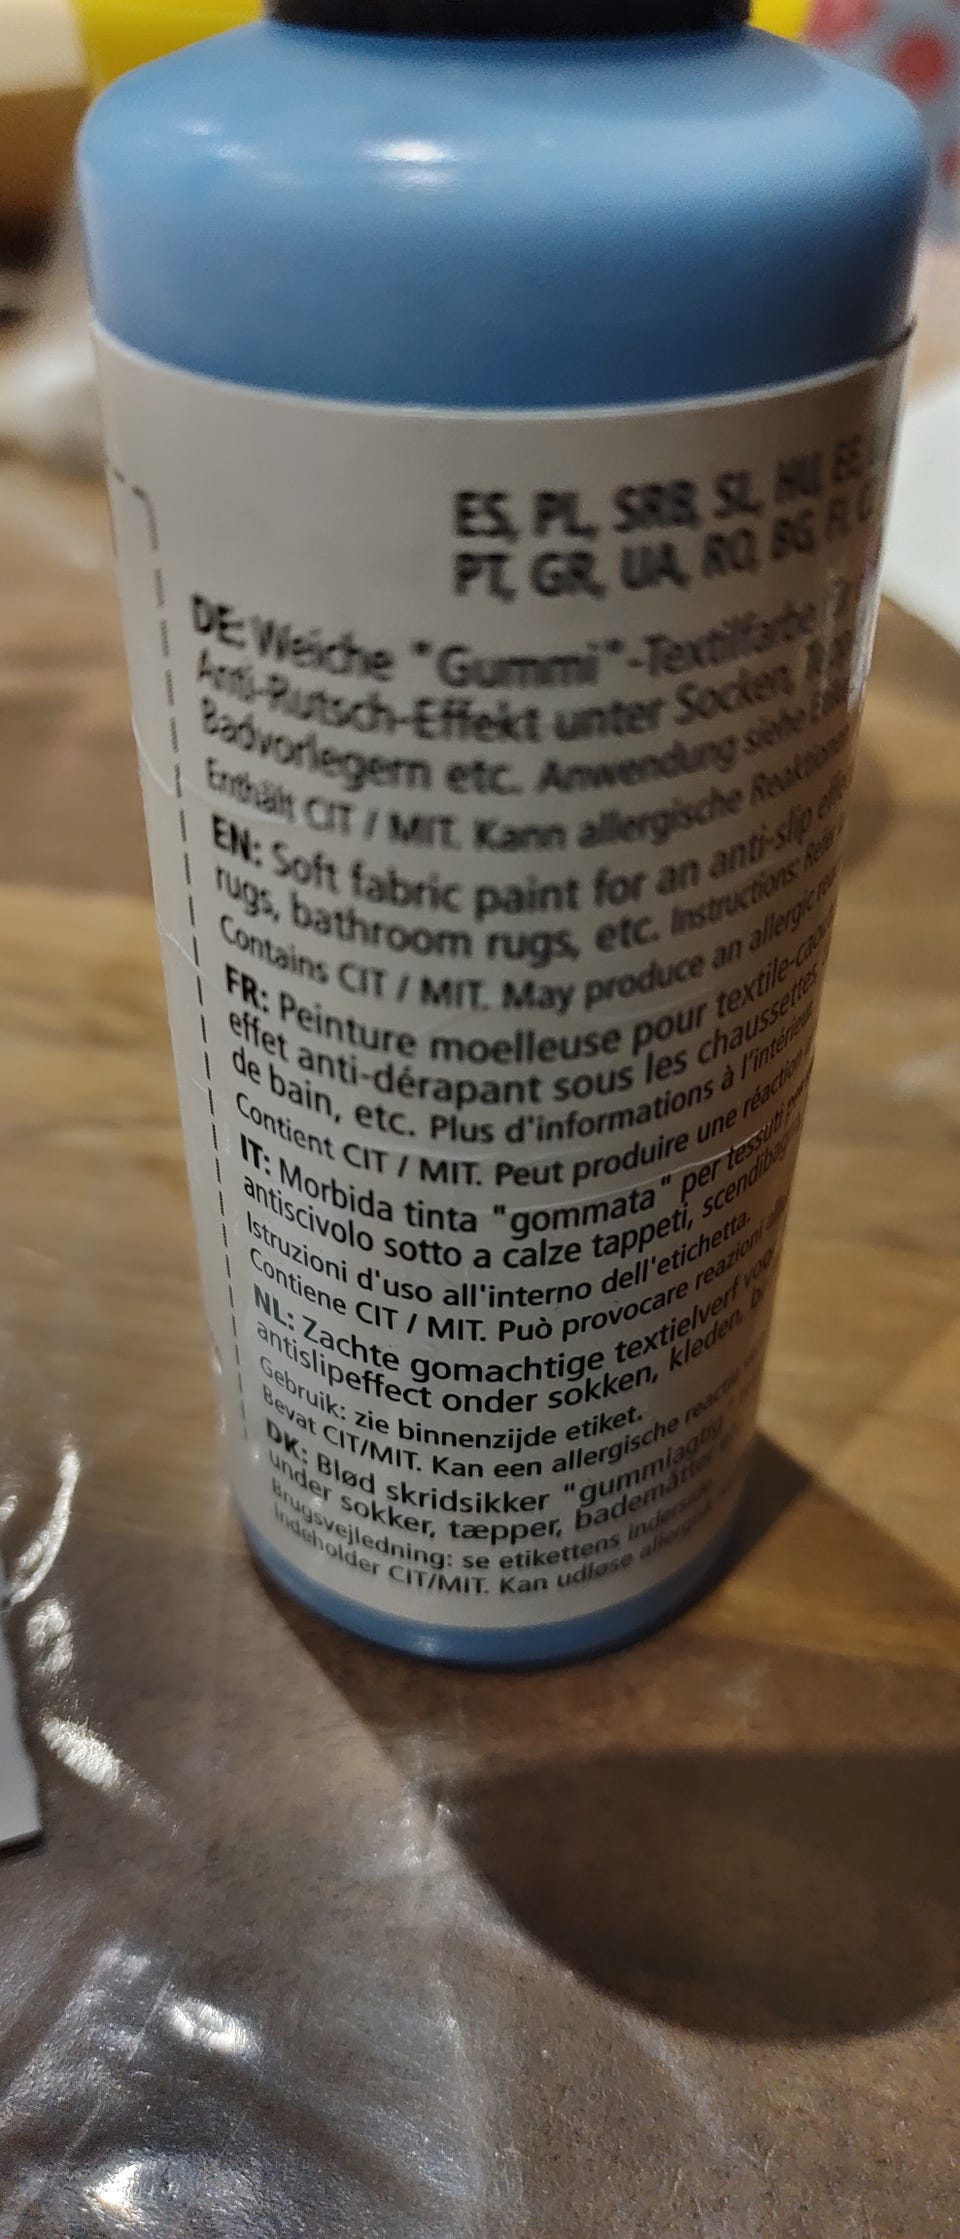 ES, PL, SRB, SL, HU, EE,
PT, GR, UA, RO, BG, FI,
DE: Weiche "Gummi"-Textilfarbe
Anti-Rutsch-Effekt unter Socken,
Badvorlegern etc. Anwendung siehe
Enthält CIT / MIT. Kann allergische
EN: Soft fabric paint for an anti-slip
rugs, bathroom rugs, etc. Instructions:
Contains CIT / MIT. May produce an allergic
FR: Peinture moelleuse pour
effet anti-dérapant sous les chaussettes
de bain, etc. Plus d'informations à l'intérieur
Contient CIT / MIT. Peut produire une réaction
IT: Morbida tinta "gommata" per tessuti
antiscivolo sotto a calze tappeti,
Istruzioni d'uso all'interno dell'etichetta.
Contiene CIT / MIT. Può provocare reazioni
NL: Zachte gomachtige textielverf
antislipeffect onder sokken, kleden,
Gebruik: zie binnenzijde etiket.
Bevat CIT/MIT. Kan een allergische reactie
DK: Blød skridsikker "gummiagtig"
under sokker, tæpper, bademåtter
Brugsvejledning: se etikettens inderside
Indeholder CIT/MIT. Kan udløse